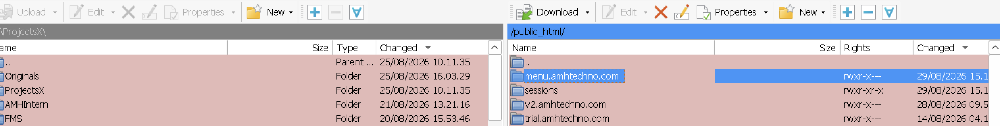 Upload Edit Properties New
\ProjectsX\
ame Size Type Changed
.. Parent ... 25/08/2026 10.11.35
Originals Folder 25/08/2026 16.03.29
ProjectsX Folder 25/08/2026 10.11.35
AMHIntern Folder 21/08/2026 13.21.16
FMS Folder 20/08/2026 15.53.46
Download Edit Properties New
/public_html/
Name Size Rights Changed
..
menu.amhtechno.com rwxr-x--- 29/08/2026 15.1
sessions rwxr-xr-x 29/08/2026 15.1
v2.amhtechno.com rwxr-x--- 28/08/2026 09.5
trial.amhtechno.com rwxr-x--- 14/08/2026 04.1